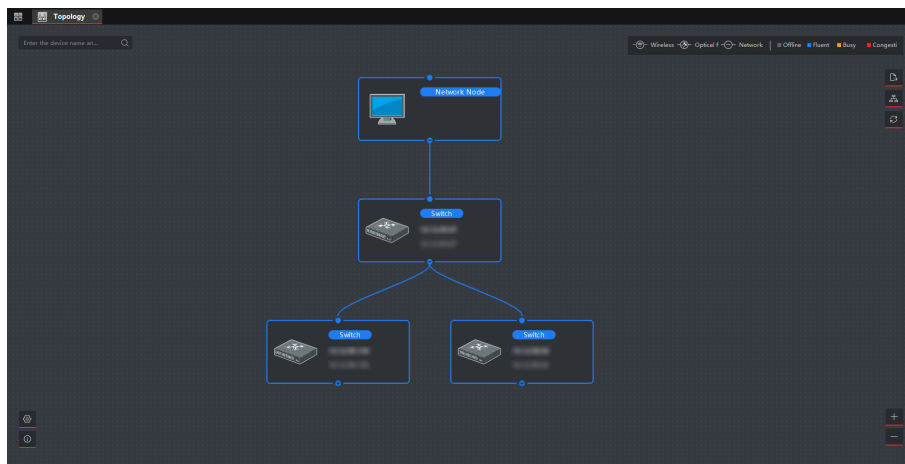 Topology
Enter the device name an...
Wireless Optical F Network Offline Fluent Busy Congesti
Network Node
Switch
Switch
Switch